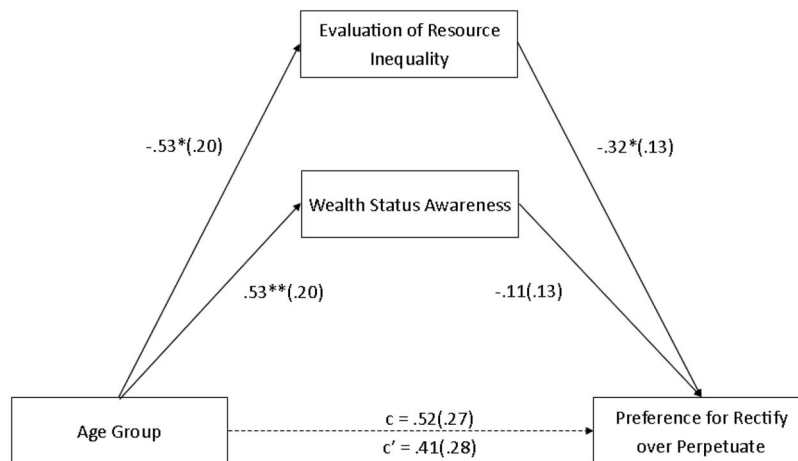 Evaluation of Resource
Inequality
-.53*(.20)
-.32*(.13)
Wealth Status Awareness
.53**(.20)
-.11(.13)
Age Group
c = .52(.27)
c' = .41(.28)
Preference for Rectify
over Perpetuate